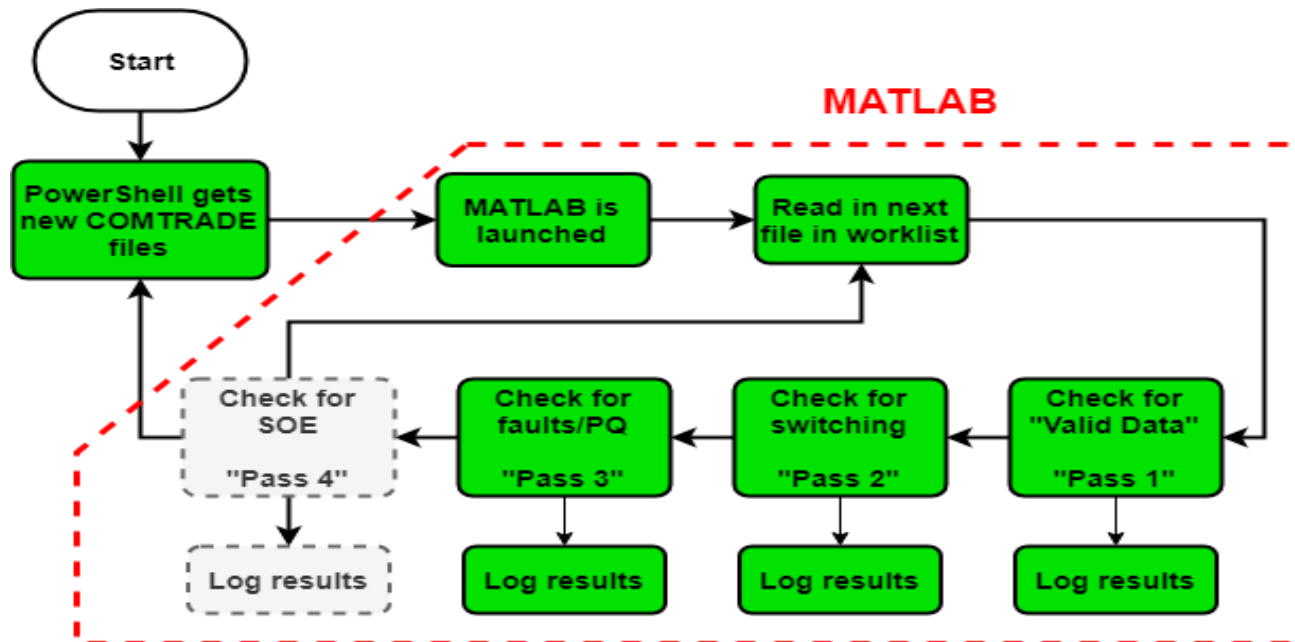 Start
MATLAB
PowerShell gets
new COMTRADE
files
MATLAB is
launched
Read in next
file in worklist
Check for
SOE
"Pass 4"
Check for
faults/PQ
"Pass 3"
Check for
switching
"Pass 2"
Check for
"Valid Data"
"Pass 1"
Log results
Log results
Log results
Log results